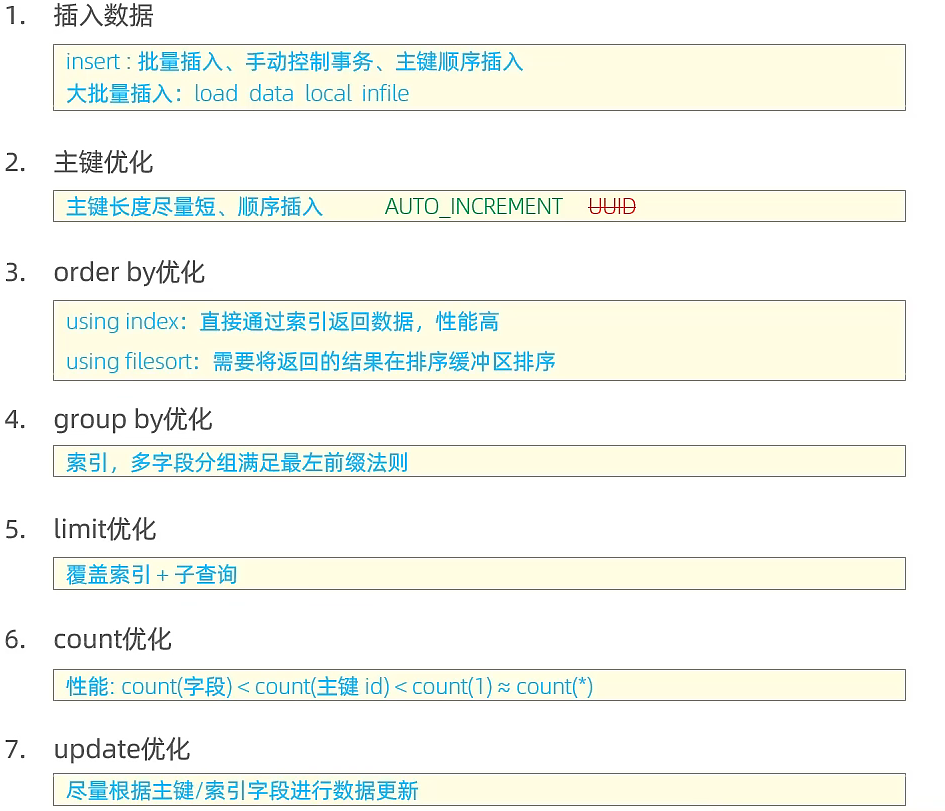 1. 插入数据
insert : 批量插入、手动控制事务、主键顺序插入
大批量插入：load data local infile
2. 主键优化
主键长度尽量短、顺序插入 AUTO_INCREMENT UUID
3. order by优化
using index：直接通过索引返回数据，性能高
using filesort：需要将返回的结果在排序缓冲区排序
4. group by优化
索引，多字段分组满足最左前缀法则
5. limit优化
覆盖索引 + 子查询
6. count优化
性能: count(字段) < count(主键 id) < count(1) ≈ count(*)
7. update优化
尽量根据主键/索引字段进行数据更新